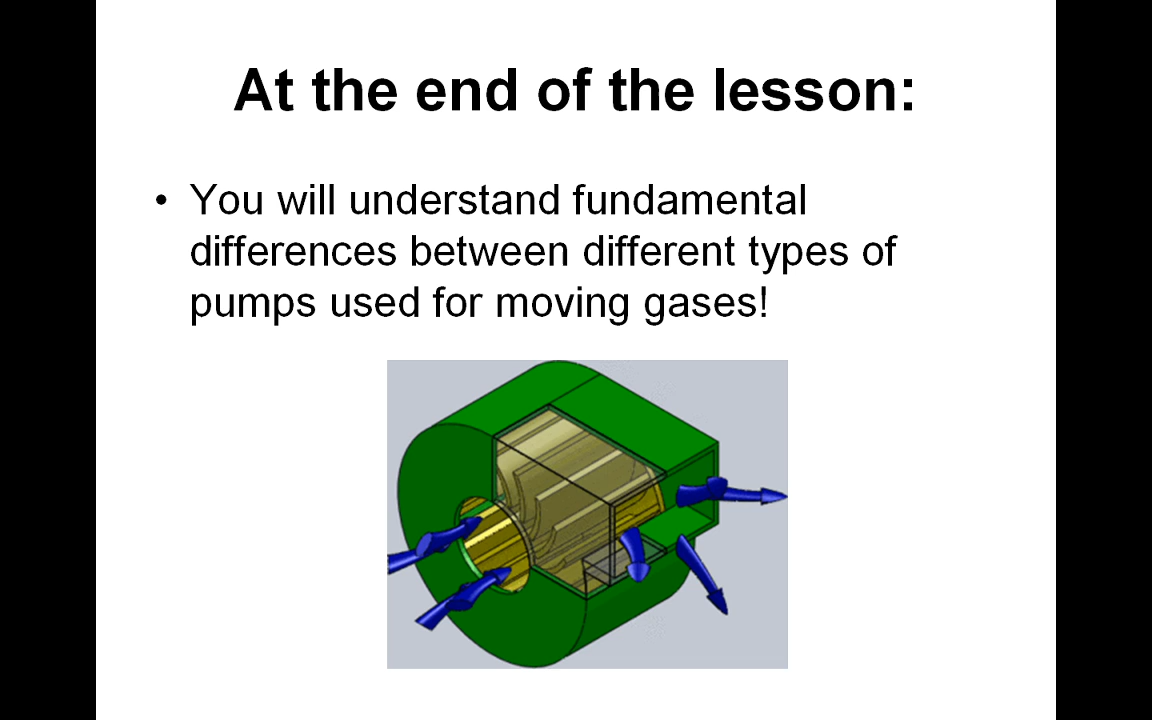 At the end of the lesson:
• You will understand fundamental
differences between different types of
pumps used for moving gases!